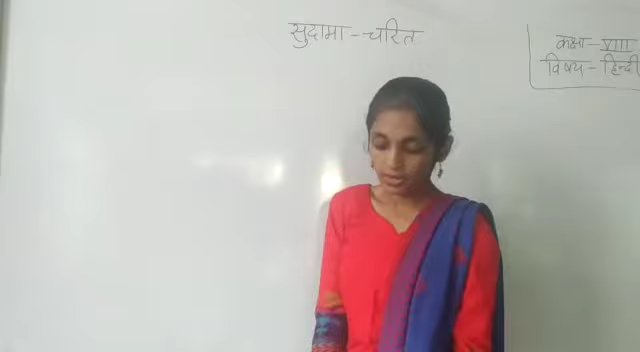 सुदामा - चरित
कक्षा - VIII
विषय - हिन्दी